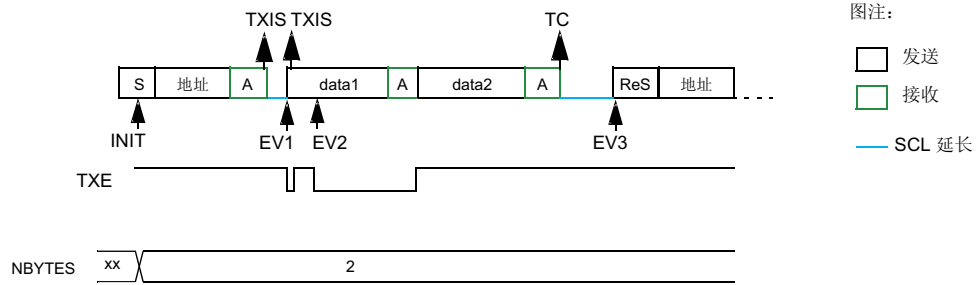 TXIS TXIS TC
S 地址 A data1 A data2 A ReS 地址
INIT EV1 EV2 EV3
TXE
NBYTES xx 2
图注:
发送
接收
SCL 延长